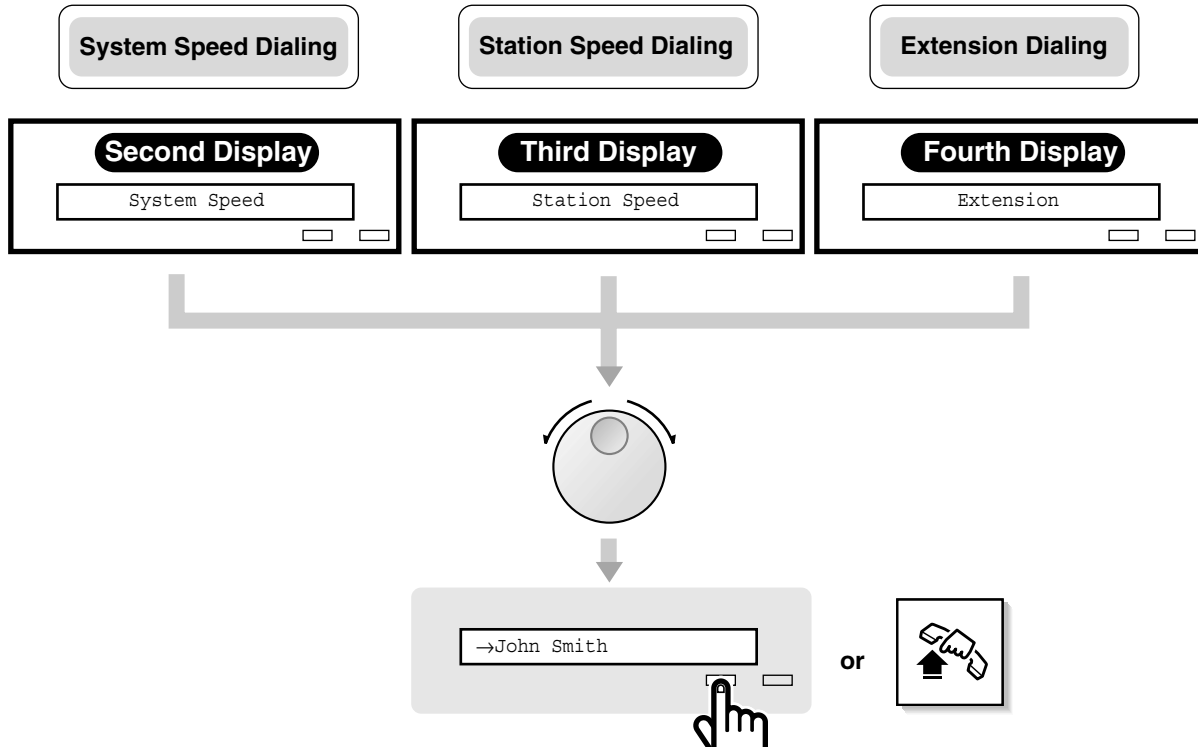 System Speed Dialing
Station Speed Dialing
Extension Dialing
Second Display
Third Display
Fourth Display
System Speed
Station Speed
Extension
→John Smith
or